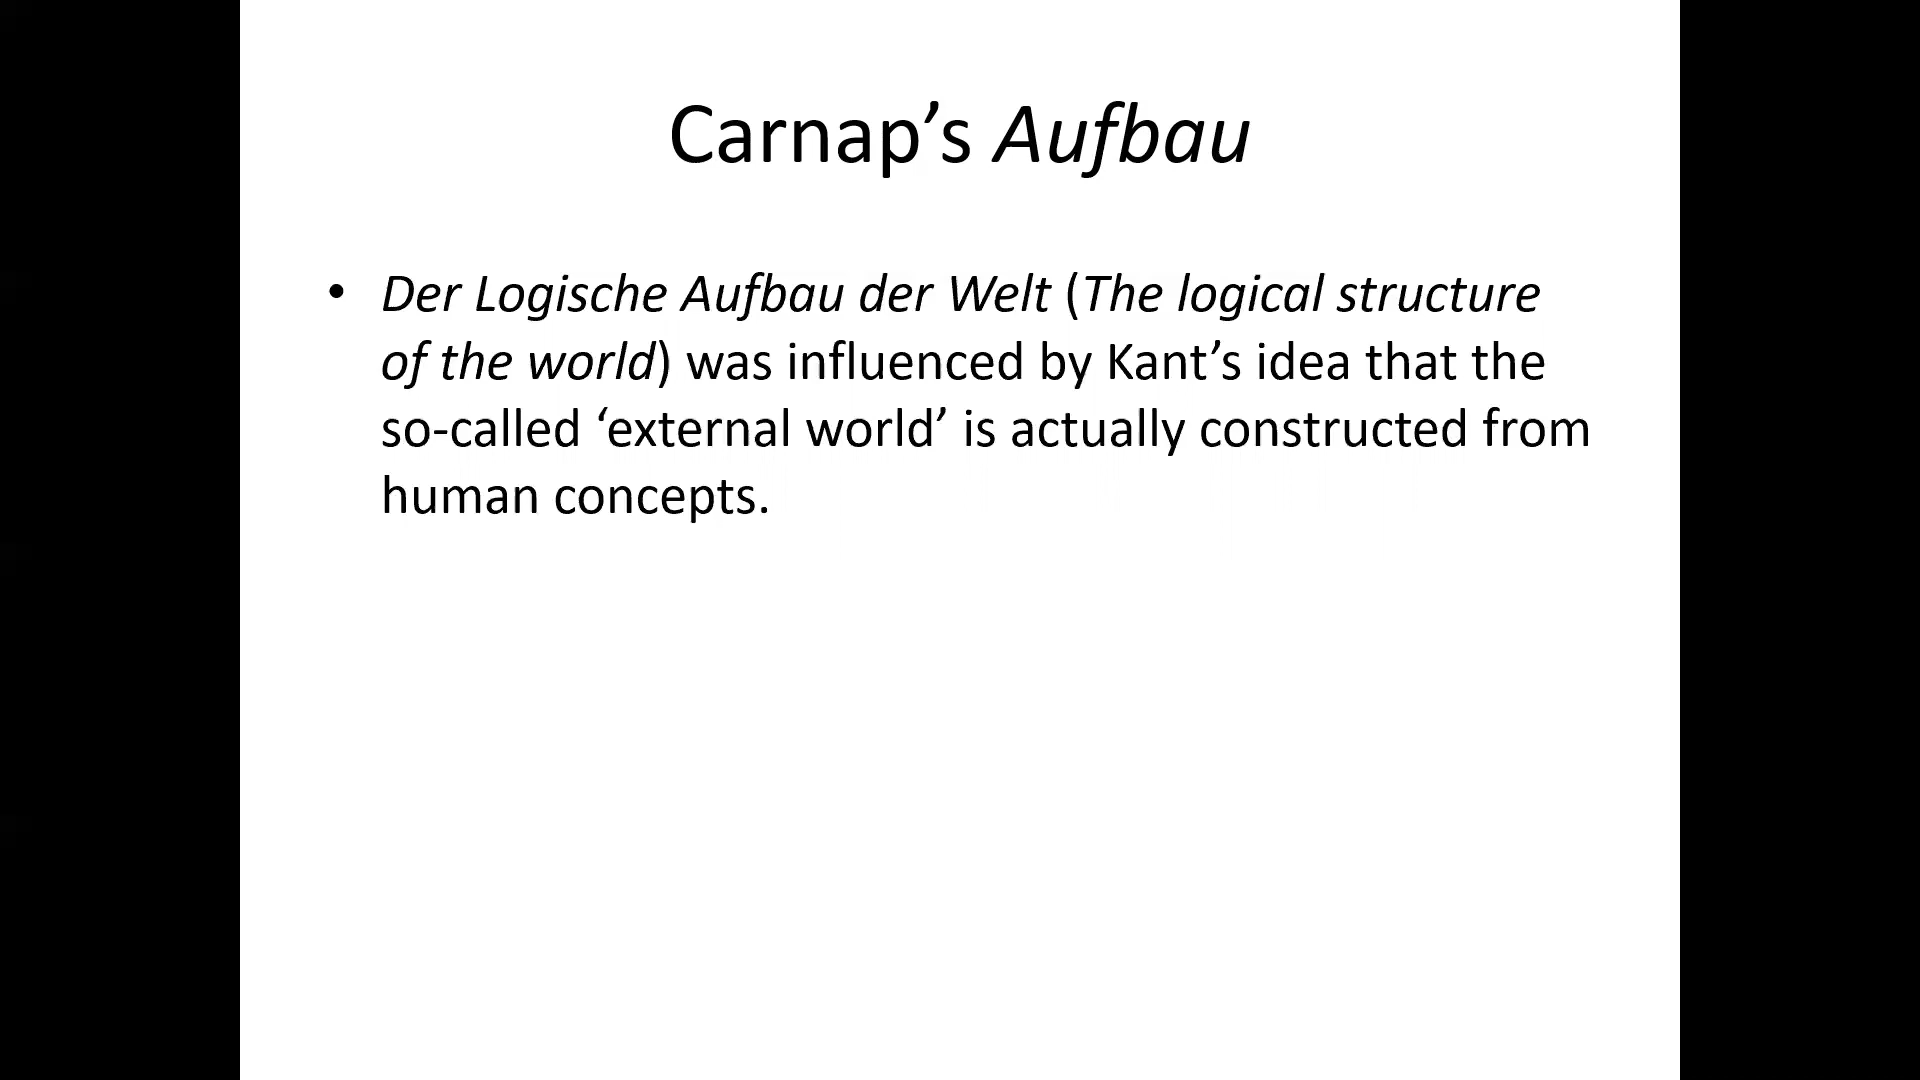 Carnap’s Aufbau
• Der Logische Aufbau der Welt (The logical structure
of the world) was influenced by Kant’s idea that the
so-called ‘external world’ is actually constructed from
human concepts.